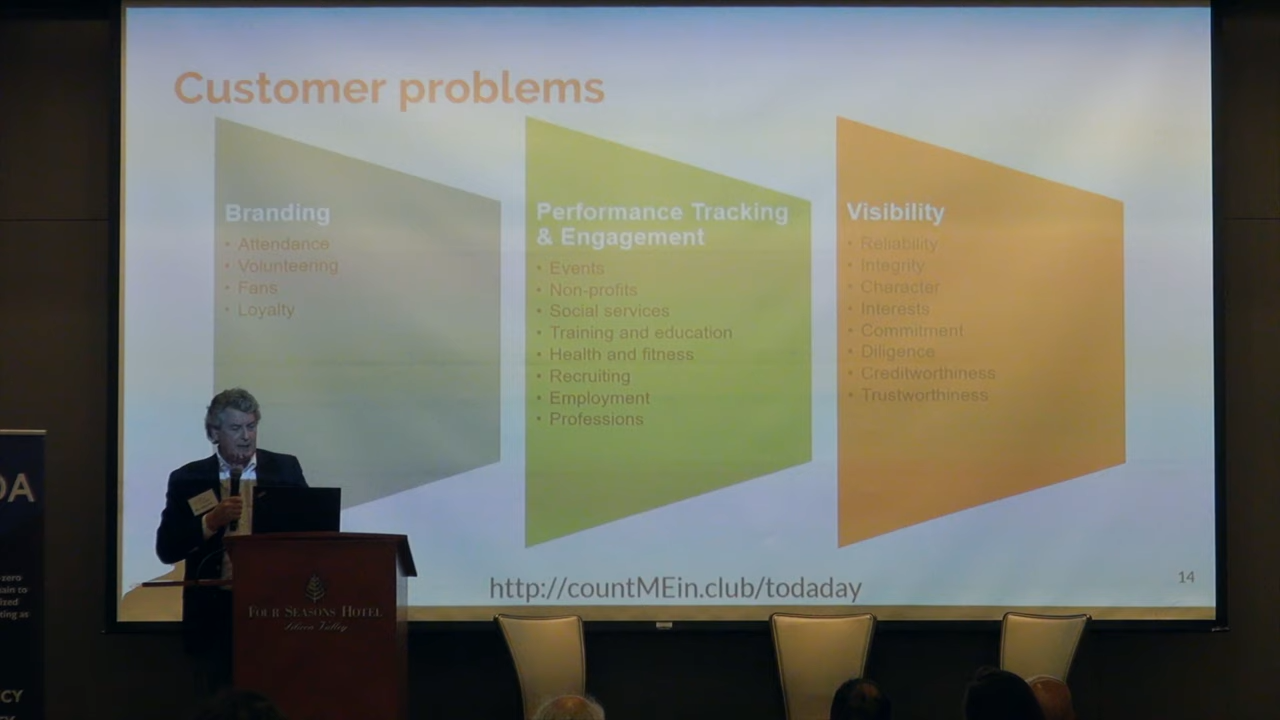 Customer problems
Branding
• Attendance
• Volunteering
• Fans
• Loyalty
Performance Tracking
& Engagement
• Events
• Non-profits
• Social services
• Training and education
• Health and fitness
• Recruiting
• Employment
• Professions
Visibility
• Reliability
• Integrity
• Character
• Interests
• Commitment
• Diligence
• Creditworthiness
• Trustworthiness
http://countMEin.club/todaday
14
FOUR SEASONS HOTEL
Silicon Valley
DA
CY